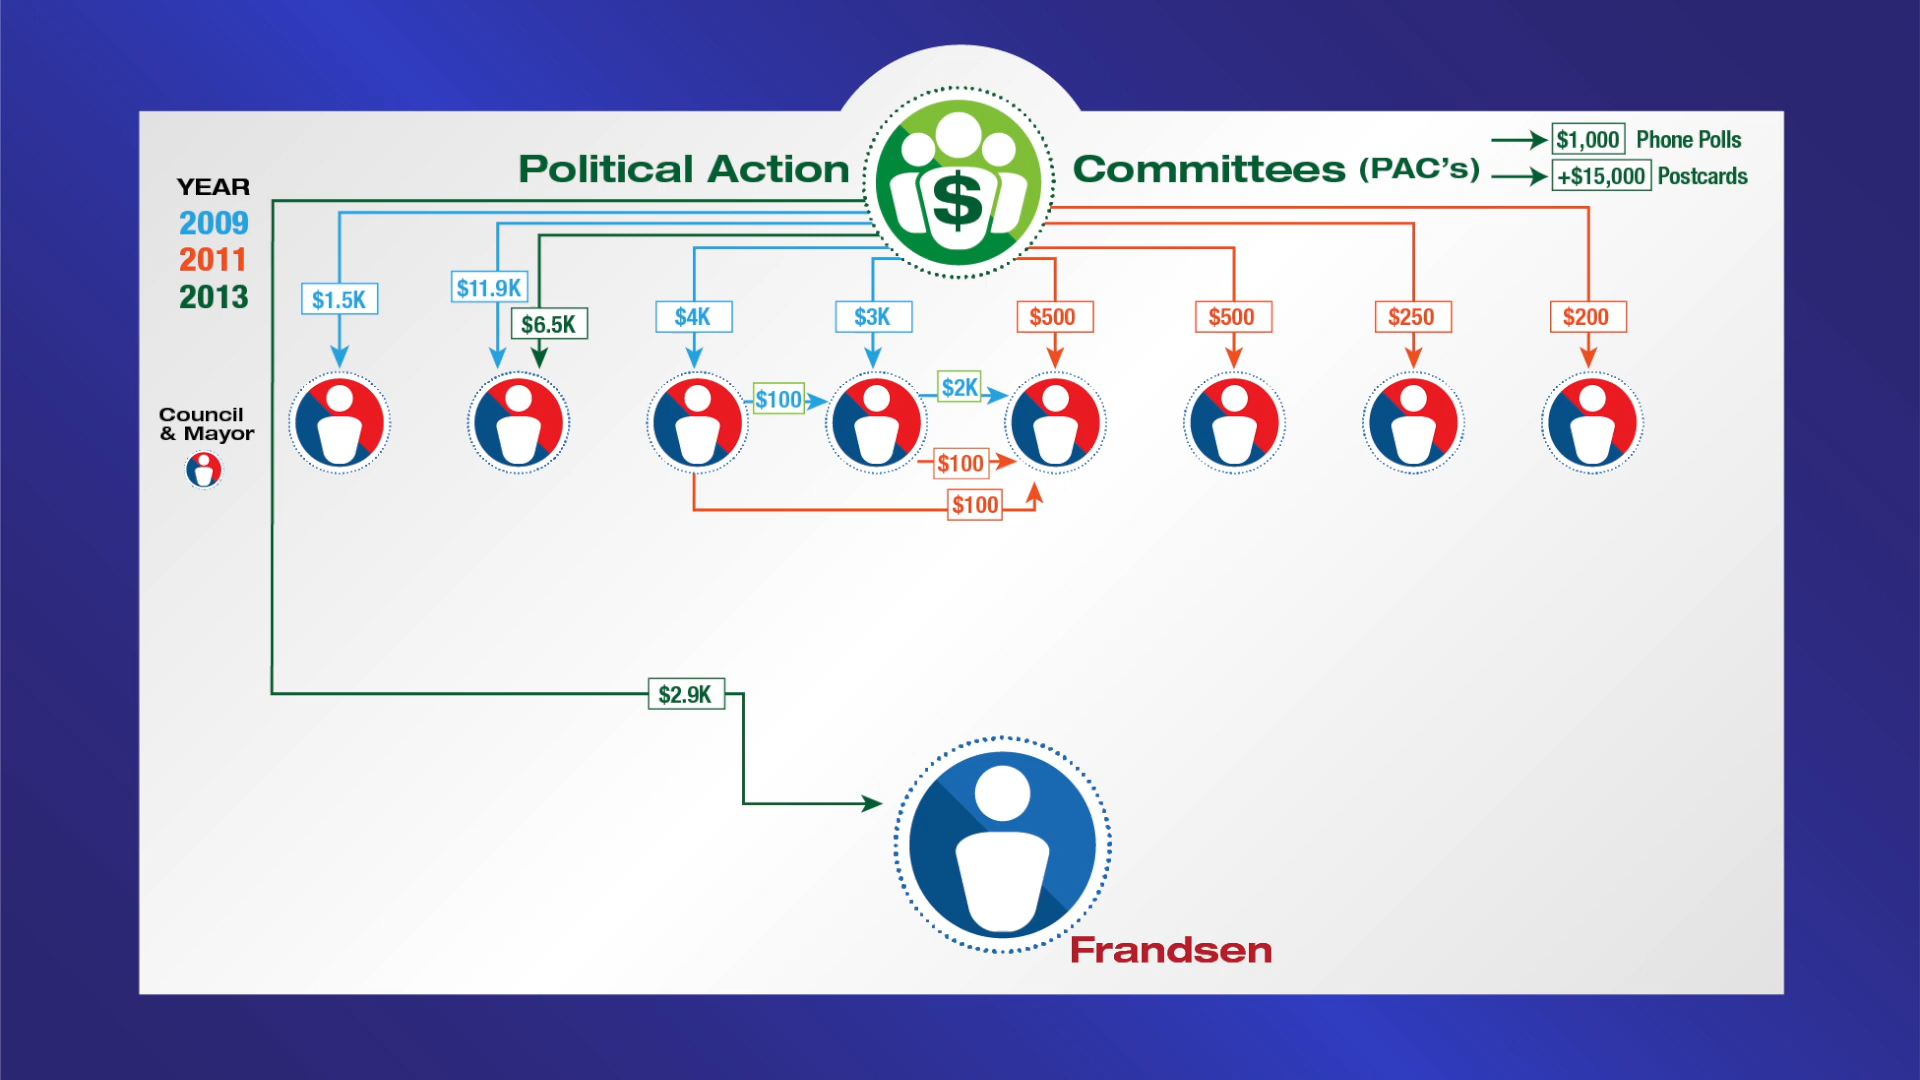 Political Action
Committees (PAC's)
$1,000 Phone Polls
+$15,000 Postcards
YEAR
2009
2011
2013
$1.5K
$11.9K
$6.5K
$4K
$3K
$500
$500
$250
$200
Council
& Mayor
$100
$2K
$100
$100
$2.9K
$
Frandsen